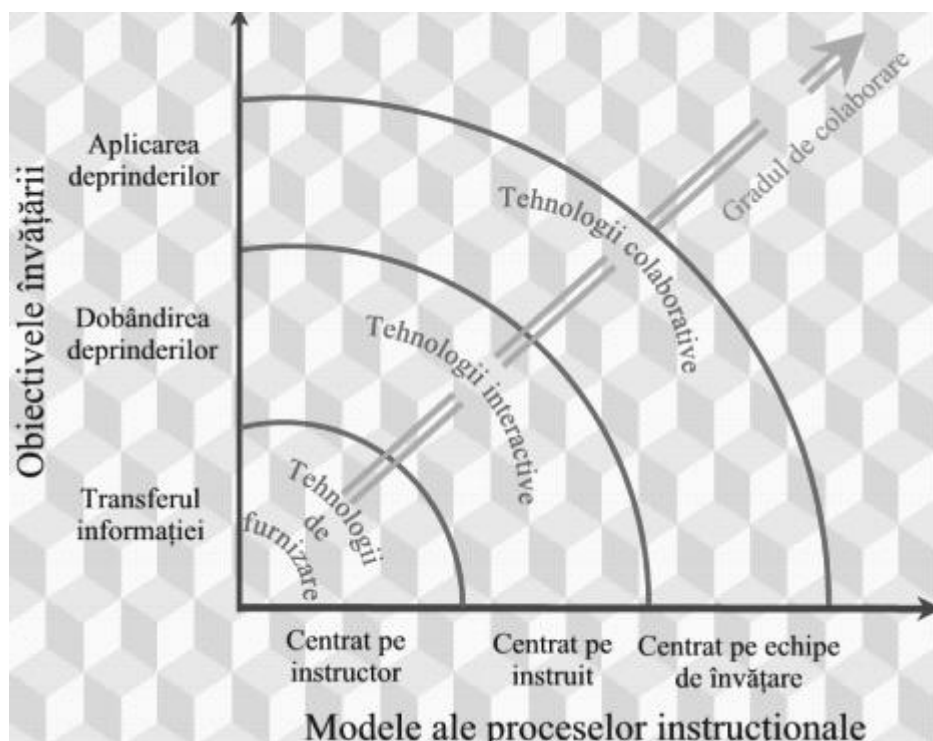 Obiectivele învățării
Aplicarea
deprinderilor
Dobândirea
deprinderilor
Transferul
informației
Gradul de colaborare
Tehnologii colaborative
Tehnologii interactive
Tehnologii
de
furnizare
Centrat pe
instructor
Centrat pe
instruit
Centrat pe echipe
de învățare
Modele ale proceselor instrucționale